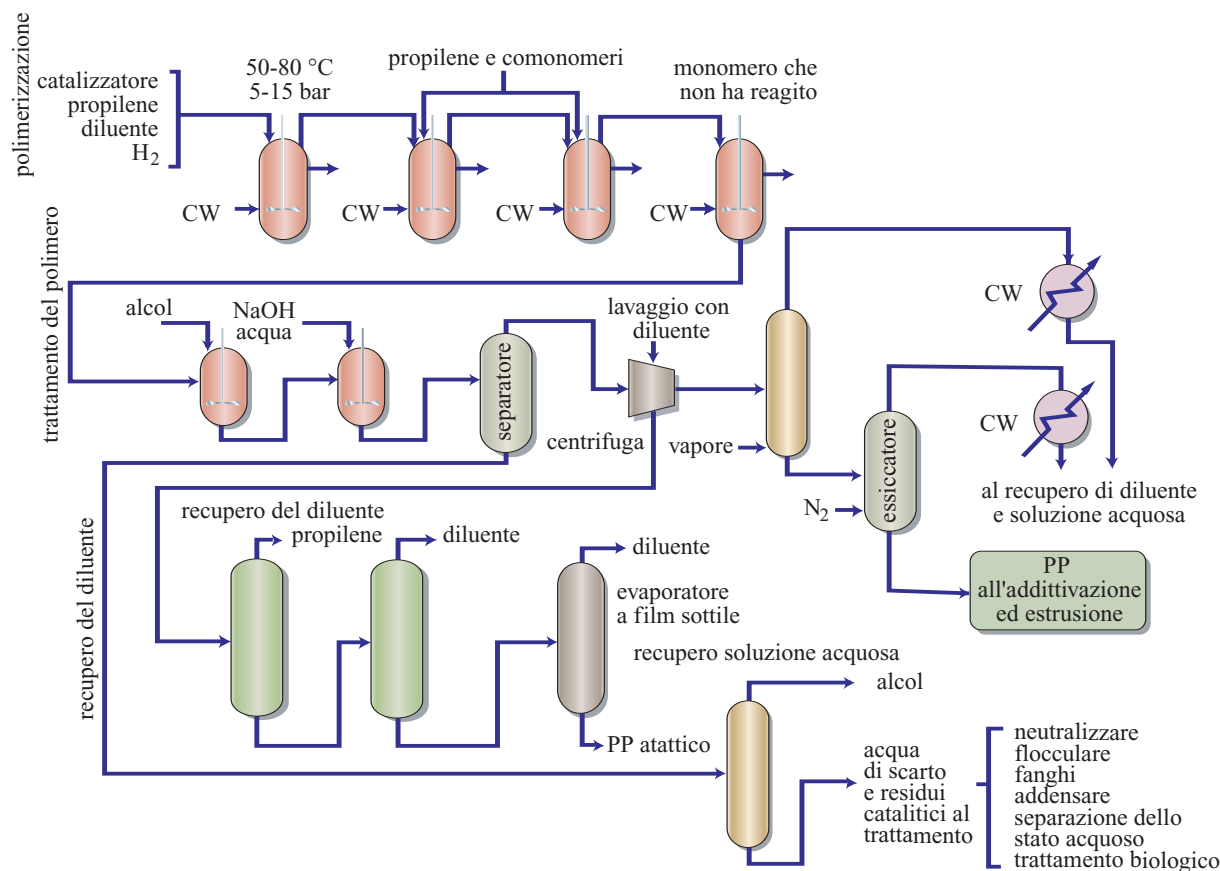 polimerizzazione
catalizzatore
propilene
diluente
H2
50-80 °C
5-15 bar
propilene e comonomeri
monomero che
non ha reagito
CW
CW
CW
CW
trattamento del polimero
alcol
NaOH
acqua
separatore
lavaggio con
diluente
centrifuga
vapore
CW
CW
essiccatore
N2
al recupero di diluente
e soluzione acquosa
PP
all'addittivazione
ed estrusione
recupero del diluente
recupero del diluente
propilene
diluente
diluente
evaporatore
a film sottile
PP atattico
recupero soluzione acquosa
alcol
acqua
di scarto
e residui
catalitici al
trattamento
neutralizzare
flocculare
fanghi
addensare
separazione dello
stato acquoso
trattamento biologico